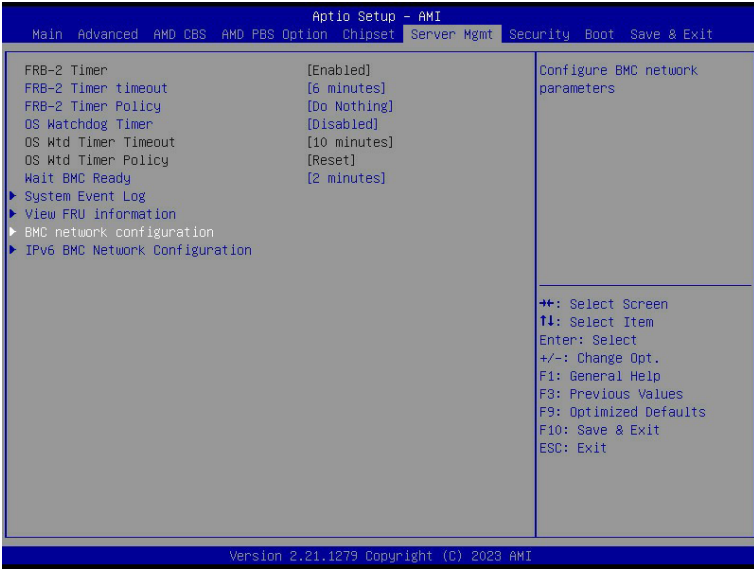 Aptio Setup – AMI
Main Advanced AMD CBS AMD PBS Option Chipset Server Mgmt Security Boot Save & Exit
FRB-2 Timer [Enabled]
FRB-2 Timer timeout [6 minutes]
FRB-2 Timer Policy [Do Nothing]
OS Watchdog Timer [Disabled]
OS Wtd Timer Timeout [10 minutes]
OS Wtd Timer Policy [Reset]
Wait BMC Ready [2 minutes]
System Event Log
View FRU information
BMC network configuration
IPv6 BMC Network Configuration
Configure BMC network
parameters
→←: Select Screen
↑↓: Select Item
Enter: Select
+/-: Change Opt.
F1: General Help
F3: Previous Values
F9: Optimized Defaults
F10: Save & Exit
ESC: Exit
Version 2.21.1279 Copyright (C) 2023 AMI